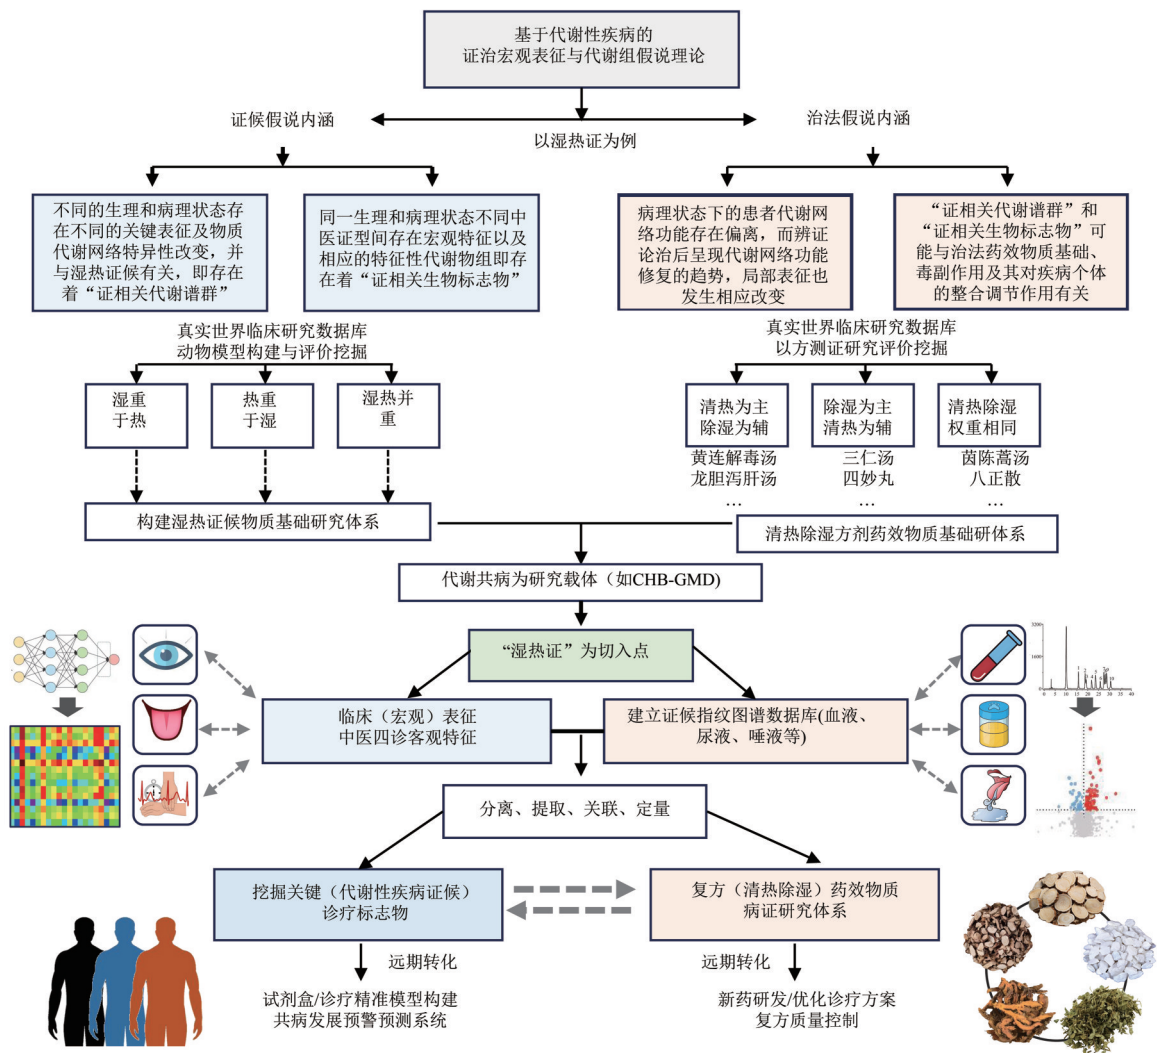 基于代谢性疾病的
证治宏观表征与代谢组假说理论
证候假说内涵
以湿热证为例
治法假说内涵
不同的生理和病理状态存
在不同的关键表征及物质
代谢网络特异性改变，并
与湿热证候有关，即存在
着“证相关代谢谱群”
同一生理和病理状态不同中
医证型间存在宏观特征以及
相应的特征性代谢物组即存
在着“证相关生物标志物”
病理状态下的患者代谢网
络功能存在偏离，而辨证
论治后呈现代谢网络功能
修复的趋势，局部表征也
发生相应改变
“证相关代谢谱群”和
“证相关生物标志物”可
能与治法药效物质基础、
毒副作用及其对疾病个体
的整合调节作用有关
真实世界临床研究数据库
动物模型构建与评价挖掘
真实世界临床研究数据库
以方测证研究评价挖掘
湿重
于热
热重
于湿
湿热并
重
清热为主
除湿为辅
除湿为主
清热为辅
清热除湿
权重相同
黄连解毒汤
龙胆泻肝汤
…
三仁汤
四妙丸
…
茵陈蒿汤
八正散
…
构建湿热证候物质基础研究体系
清热除湿方剂药效物质基础研体系
代谢共病为研究载体（如CHB-GMD)
“湿热证”为切入点
临床（宏观）表征
中医四诊客观特征
建立证候指纹图谱数据库(血液、
尿液、唾液等)
3200
1600
0
0 5 10 15 20 25 30 35 40
分离、提取、关联、定量
挖掘关键（代谢性疾病证候）
诊疗标志物
复方（清热除湿）药效物质
病证研究体系
远期转化
远期转化
试剂盒/诊疗精准模型构建
共病发展预警预测系统
新药研发/优化诊疗方案
复方质量控制